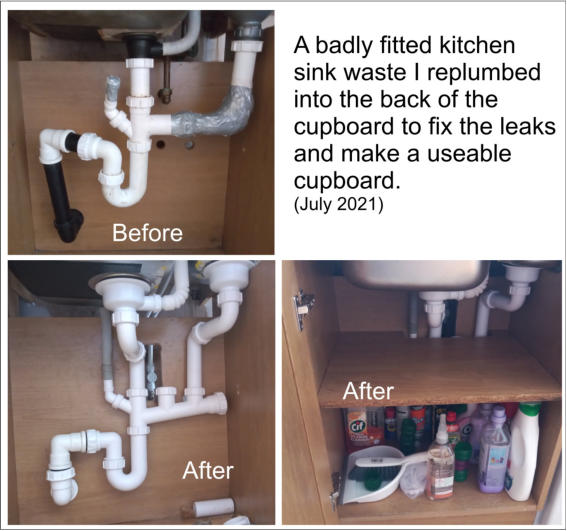 A badly fitted kitchen
sink waste I replumbed
into the back of the
cupboard to fix the leaks
and make a useable
cupboard.
(July 2021)
Before
After
After
Cif